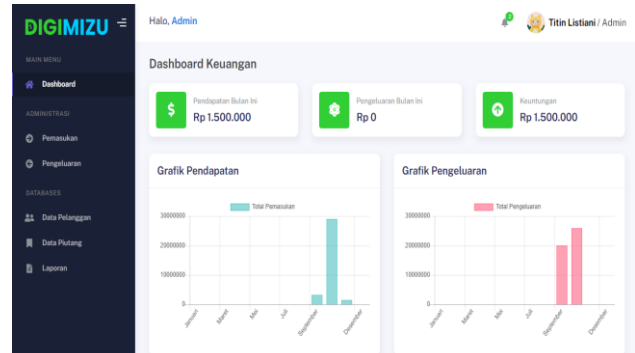 DIGIMIZU
Halo, Admin
2
Titin Listiani / Admin
MAIN MENU
Dashboard
ADMINISTRASI
Pemasukan
Pengeluaran
DATABASES
Data Pelanggan
Data Piutang
Laporan
Dashboard Keuangan
Pendapatan Bulan Ini
Rp 1.500.000
Pengeluaran Bulan Ini
Rp 0
Keuntungan
Rp 1.500.000
Grafik Pendapatan
Total Pemasukan
30000000
20000000
10000000
0
Januari
Maret
Mei
Juli
September
Desember
Grafik Pengeluaran
Total Pengeluaran
30000000
20000000
10000000
0
Januari
Maret
Mei
Juli
September
Desember